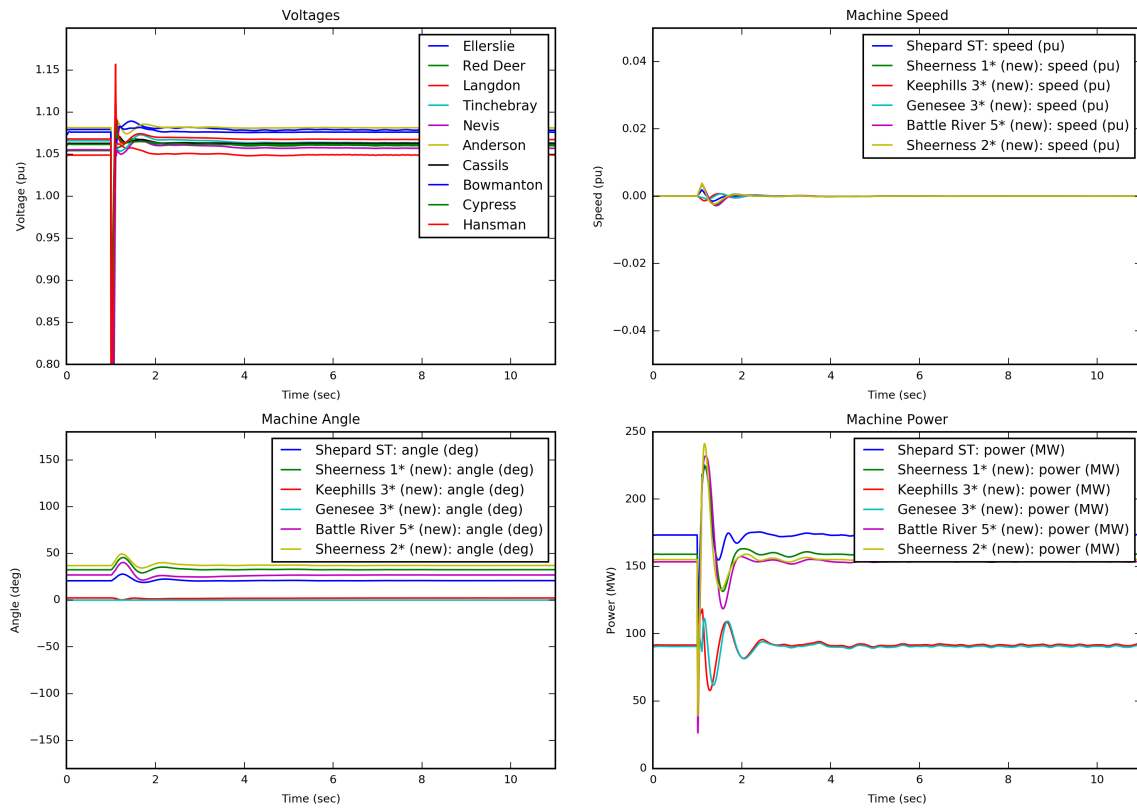 Voltages
1.15
1.10
1.05
1.00
0.95
0.90
0.85
0.80
Voltage (pu)
Ellerslie
Red Deer
Langdon
Tinchebray
Nevis
Anderson
Cassils
Bowmanton
Cypress
Hansman
0 2 4 6 8 10
Time (sec)
Machine Speed
0.04
0.02
0.00
−0.02
−0.04
Speed (pu)
Shepard ST: speed (pu)
Sheerness 1* (new): speed (pu)
Keephills 3* (new): speed (pu)
Genesee 3* (new): speed (pu)
Battle River 5* (new): speed (pu)
Sheerness 2* (new): speed (pu)
0 2 4 6 8 10
Time (sec)
Machine Angle
150
100
50
0
−50
−100
−150
Angle (deg)
Shepard ST: angle (deg)
Sheerness 1* (new): angle (deg)
Keephills 3* (new): angle (deg)
Genesee 3* (new): angle (deg)
Battle River 5* (new): angle (deg)
Sheerness 2* (new): angle (deg)
0 2 4 6 8 10
Time (sec)
Machine Power
250
200
150
100
50
0
Power (MW)
Shepard ST: power (MW)
Sheerness 1* (new): power (MW)
Keephills 3* (new): power (MW)
Genesee 3* (new): power (MW)
Battle River 5* (new): power (MW)
Sheerness 2* (new): power (MW)
0 2 4 6 8 10
Time (sec)